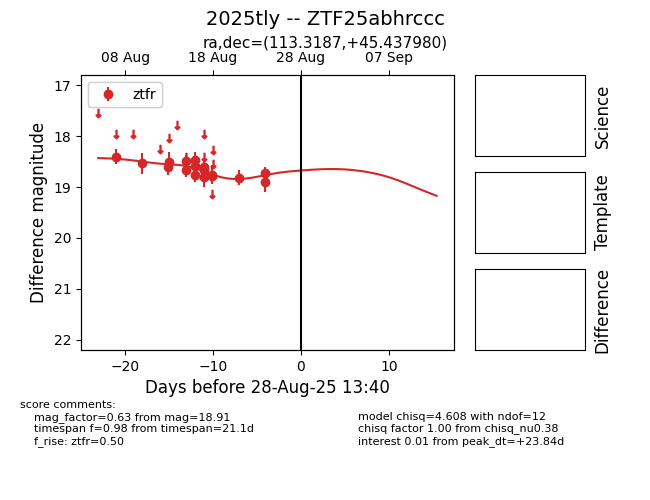 2025tly -- ZTF25abhrccc
ra,dec=(113.3187,+45.437980)
08 Aug 18 Aug 28 Aug 07 Sep
ztfr
17
18
19
20
21
22
Difference magnitude
−20 −10 0 10
Days before 28-Aug-25 13:40
Science
Template
Difference
score comments:
mag_factor=0.63 from mag=18.91
timespan f=0.98 from timespan=21.1d
f_rise: ztfr=0.50
model chisq=4.608 with ndof=12
chisq factor 1.00 from chisq_nu0.38
interest 0.01 from peak_dt=+23.84d